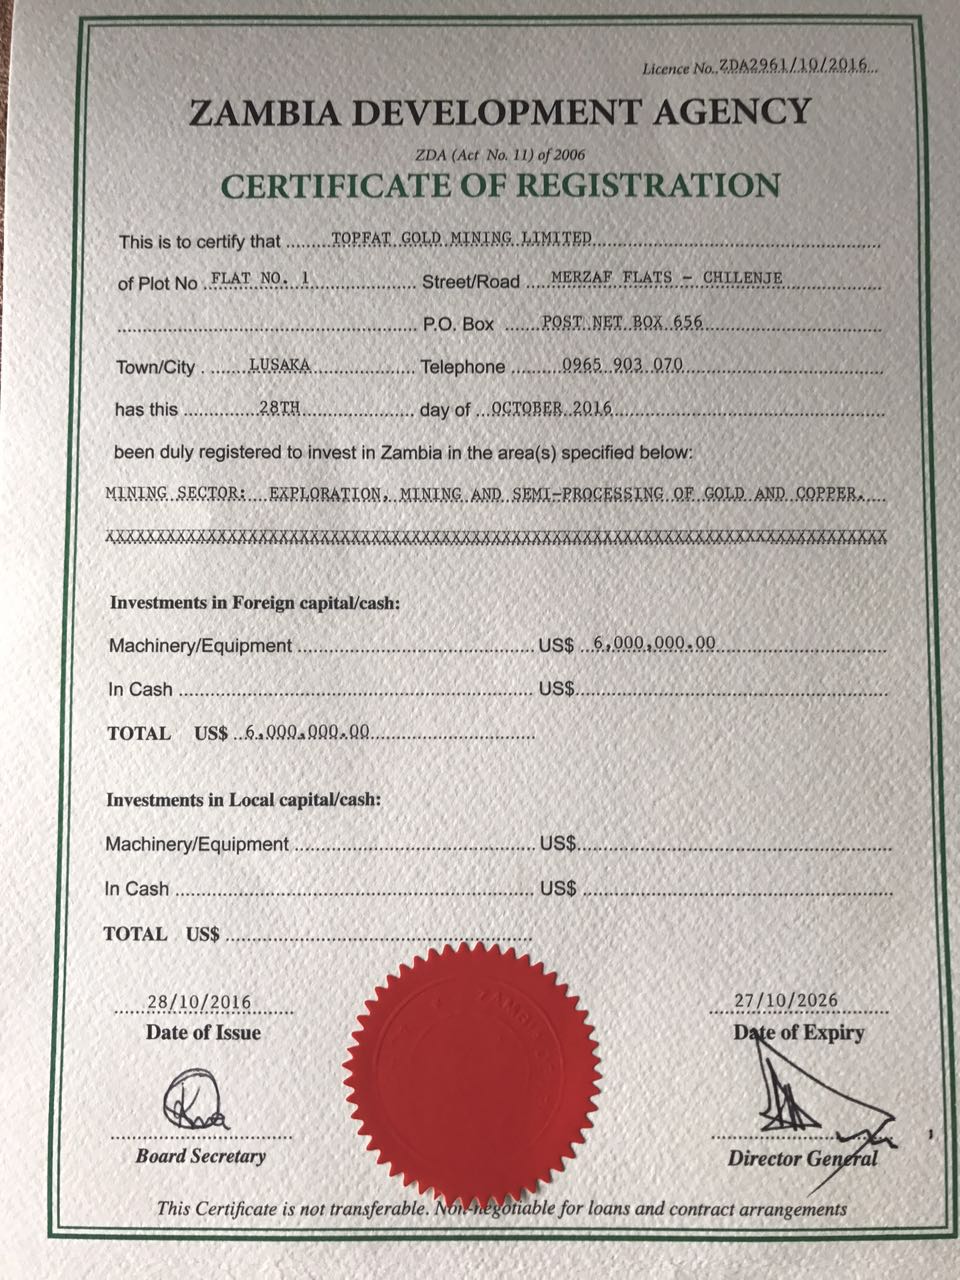 Licence No. ZDA2961/10/2016
ZAMBIA DEVELOPMENT AGENCY
ZDA (Act No. 11) of 2006
CERTIFICATE OF REGISTRATION
This is to certify that TOPFAT GOLD MINING LIMITED
of Plot No FLAT NO. 1 Street/Road MERZAF FLATS - CHILENJE
P.O. Box POST NET BOX 656
Town/City LUSAKA Telephone 0965 903 070
has this 28TH day of OCTOBER 2016
been duly registered to invest in Zambia in the area(s) specified below:
MINING SECTOR: EXPLORATION, MINING AND SEMI-PROCESSING OF GOLD AND COPPER.
Investments in Foreign capital/cash:
Machinery/Equipment US$ 6,000,000.00
In Cash US$
TOTAL US$ 6,000,000.00
Investments in Local capital/cash:
Machinery/Equipment US$
In Cash US$
TOTAL US$
28/10/2016 27/10/2026
Date of Issue Date of Expiry
Board Secretary Director General
This Certificate is not transferable. Non-negotiable for loans and contract arrangements